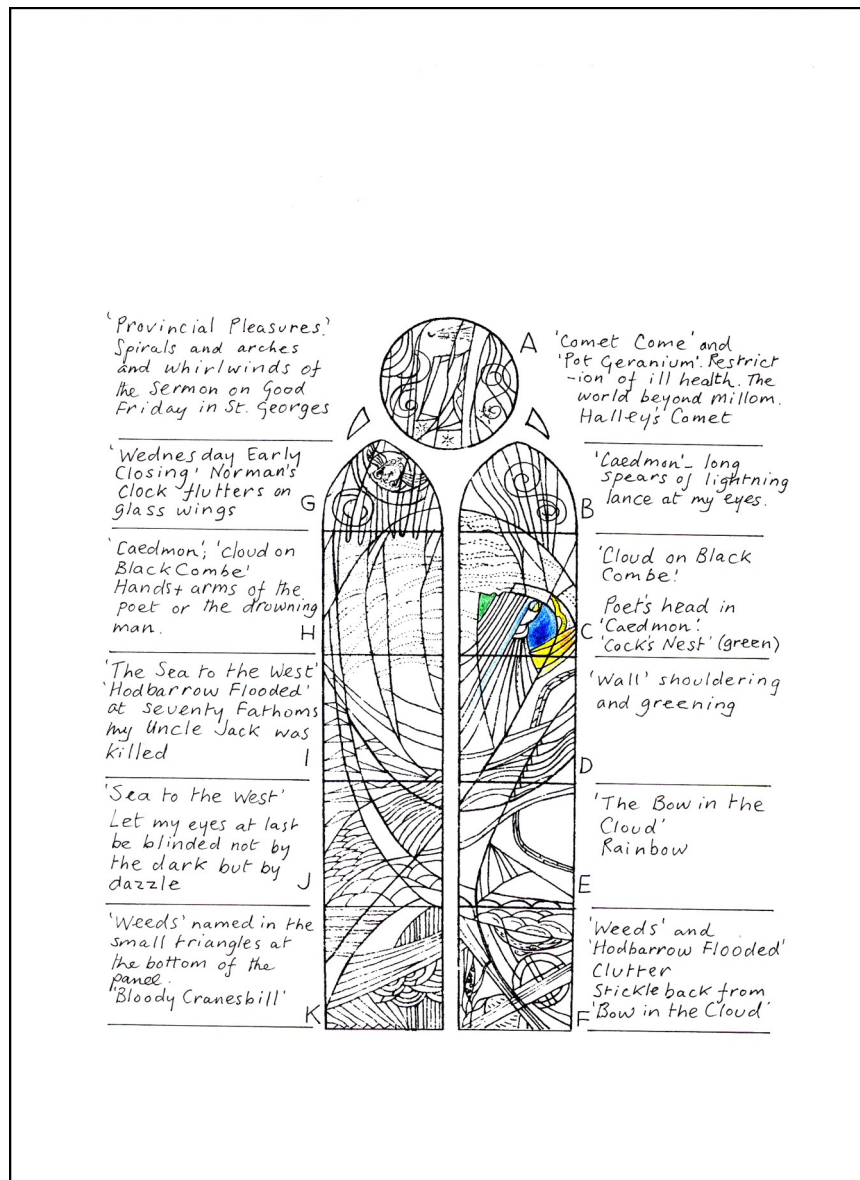 'Provincial Pleasures.'
Spirals and arches
and whirlwinds of
the Sermon on Good
Friday in St. Georges
A
'Comet Come' and
'Pot Geranium'. Restrict
-ion of ill health. The
world beyond millom.
Halley's Comet
'Wednesday Early
Closing' Norman's
Clock flutters on
glass wings
G
'Caedmon' - long
spears of lightning
lance at my eyes.
B
'Caedmon'; 'cloud on
Black Combe'
Hands + arms of the
poet or the drowning
man.
H
'Cloud on Black
Combe'
Poet's head in
'Caedmon'.
'Cock's Nest' (green)
C
'The Sea to the West'
'Hodbarrow Flooded'
at Seventy Fathoms
my Uncle Jack was
killed
I
'Wall' shouldering
and greening
D
'Sea to the West'
Let my eyes at last
be blinded not by
the dark but by
dazzle
J
'The Bow in the
Cloud'
Rainbow
E
'Weeds' named in the
small triangles at
the bottom of the
panel.
'Bloody Cranesbill'
K
'Weeds' and
'Hodbarrow Flooded'
Clutter
Stickleback from
'Bow in the Cloud'
F